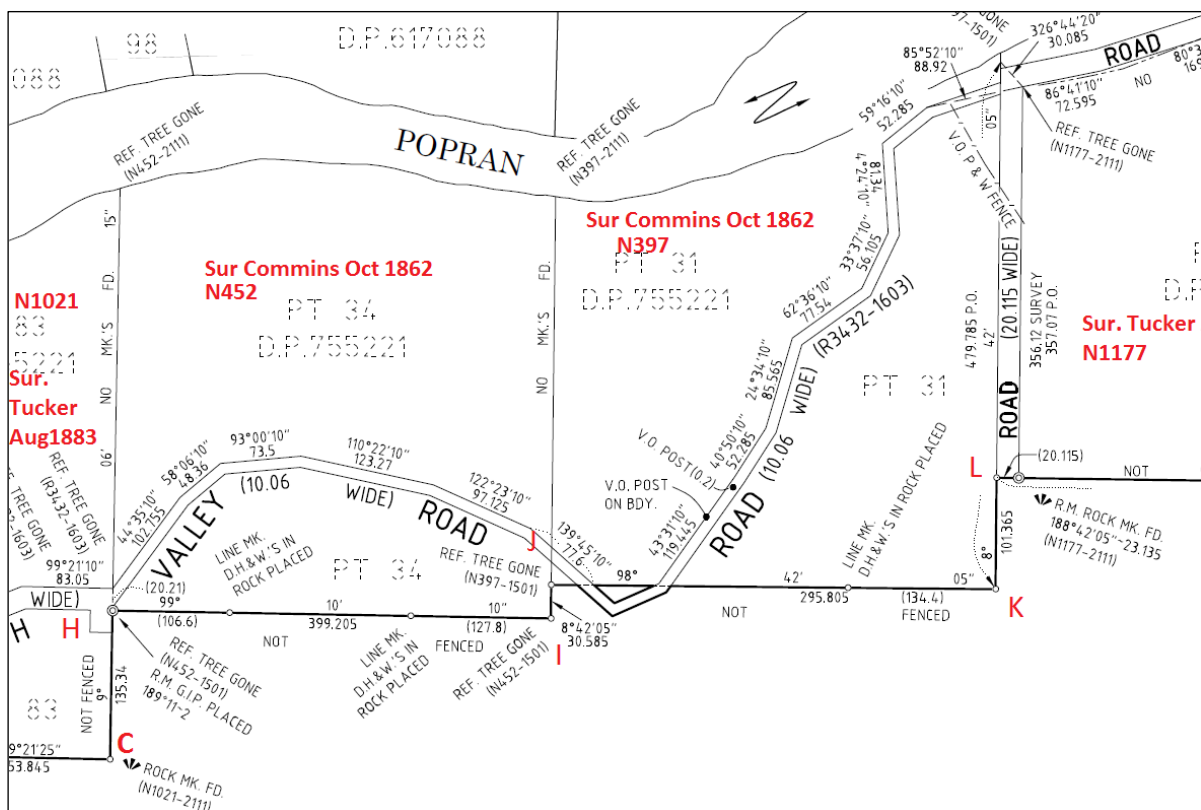 98
D.P.617088
088
REF. TREE GONE
(N452-2111)
POPRAN
REF. TREE GONE
(N397-2111)
59°16'10"
52.285
85°52'10"
88.92
GONE
97-1501)
326°44'20"
30.085
ROAD
80°3
169
NO
86°41'10"
72.595
REF. TREE GONE
(N1177-2111)
05"
V.O. P & W FENCE
81.34
4°24'10"
15"
FD.
MK.'S
NO
06'
Sur Commins Oct 1862
N452
PT 34
D.P.755221
Sur Commins Oct 1862
N397
PT 31
D.P.755221
FD.
MK.'S
NO
33°37'10"
56.105
62°36'10"
77.54
(R3432-1603)
WIDE)
(10.06
ROAD
24°34'10"
85.565
PT 31
479.785 P.O.
42'
ROAD (20.115 WIDE)
356.12 SURVEY
357.07 P.O.
Sur. Tucker
N1177
D.P
N1021
83
5221
Sur.
Tucker
Aug1883
REF. TREE GONE
(R3432-1603)
TREE GONE
2-1603)
44°35'10"
102.755
58°06'10"
48.36
93°00'10"
73.5
110°22'10"
123.27
122°23'10"
97.125
VALLEY
(10.06
WIDE)
ROAD
J
139°45'10"
77.6
40°50'10"
52.285
V.O. POST (0.2)
V.O. POST
ON BDY.
43°31'10"
119.445
LINE MK.
D.H.&W.'S IN ROCK PLACED
L
(20.115)
NOT
R.M. ROCK MK. FD.
188°42'05"~23.135
(N1177-2111)
8°
101.365
K
99°21'10"
83.05
WIDE)
H
H
(20.21)
99°
(106.6)
LINE MK.
D.H.&W.'S IN
ROCK PLACED
PT 34
REF. TREE GONE
(N397-1501)
10'
399.205
NOT
10"
(127.8)
FENCED
LINE MK.
D.H.&W.'S IN
ROCK PLACED
8°42'05"
30.585
I
REF. TREE GONE
(N452-1501)
98°
NOT
42'
295.805
05"
(134.4)
FENCED
REF. TREE GONE
(N452-1501)
R.M. G.I.P. PLACED
189°11-2
NOT FENCED
9°
135.34
83
9°21'25"
53.845
C
ROCK MK. FD.
(N1021-2111)